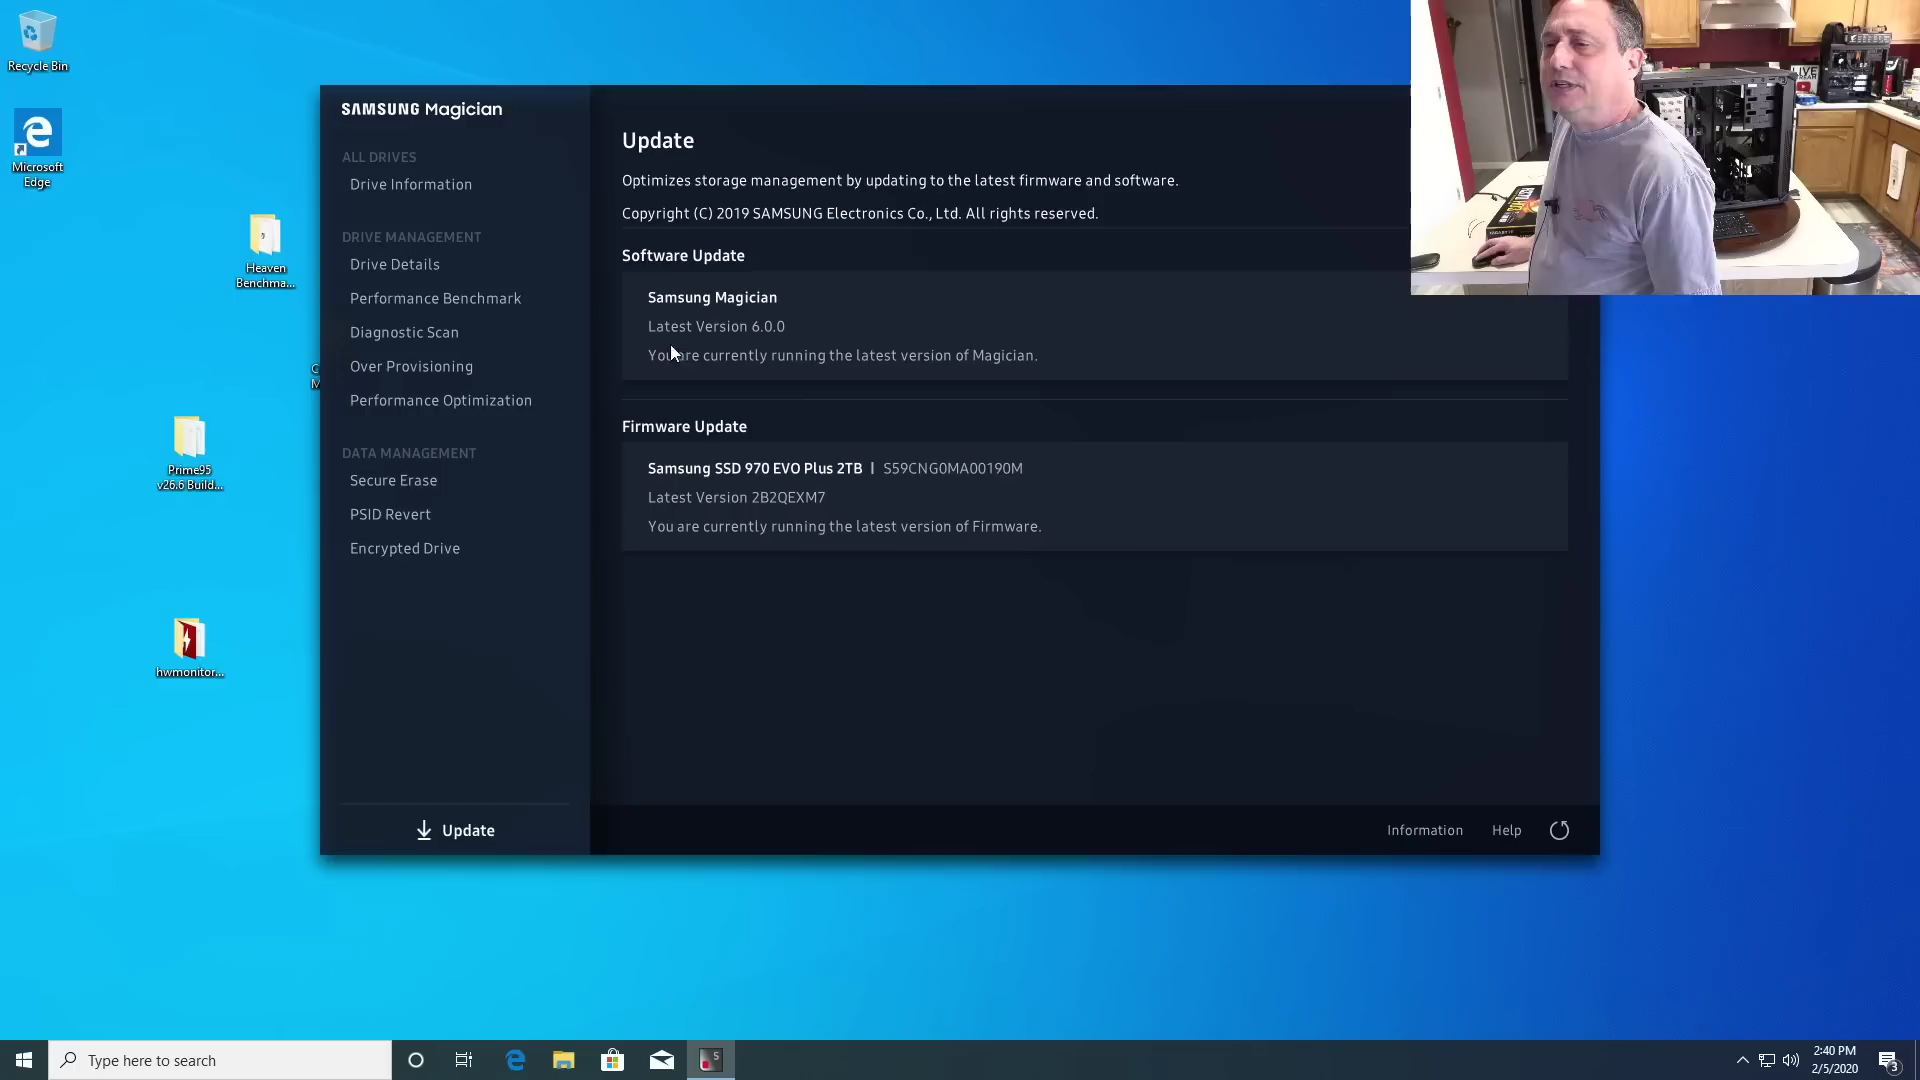 Recycle Bin
Microsoft
Edge
Heaven
Benchma...
Prime95
v26.6 Build...
hwmonitor...
C
M
SAMSUNG Magician
ALL DRIVES
Drive Information
DRIVE MANAGEMENT
Drive Details
Performance Benchmark
Diagnostic Scan
Over Provisioning
Performance Optimization
DATA MANAGEMENT
Secure Erase
PSID Revert
Encrypted Drive
Update
Update
Optimizes storage management by updating to the latest firmware and software.
Copyright (C) 2019 SAMSUNG Electronics Co., Ltd. All rights reserved.
Software Update
Samsung Magician
Latest Version 6.0.0
You are currently running the latest version of Magician.
Firmware Update
Samsung SSD 970 EVO Plus 2TB | S59CNG0MA00190M
Latest Version 2B2QEXM7
You are currently running the latest version of Firmware.
Information
Help
LIVE
Type here to search
S
2:40 PM
2/5/2020
3